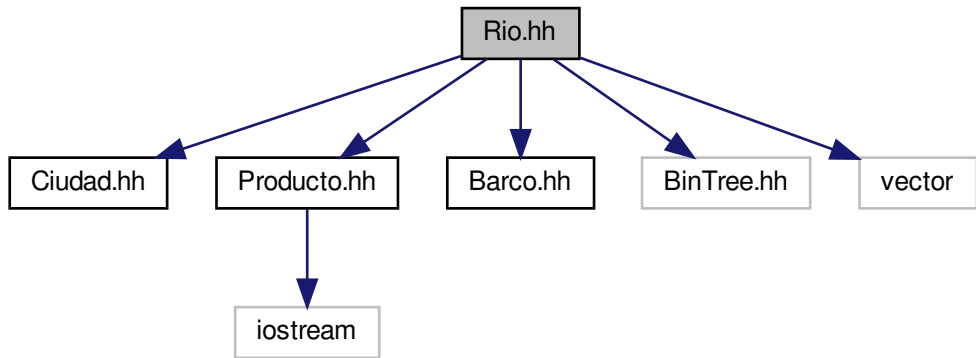 Rio.hh
Ciudad.hh
Producto.hh
Barco.hh
BinTree.hh
vector
iostream